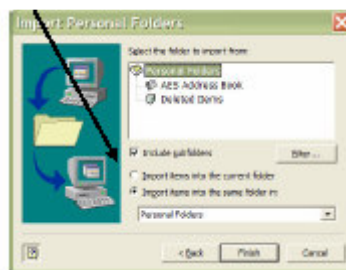 Import Personal Folders
Select the folder to import from:
Personal Folders
AES Address Book
Deleted Items
Include subfolders
Filter ...
Import items into the current folder
Import items into the same folder in:
Personal Folders
< Back
Finish
Cancel